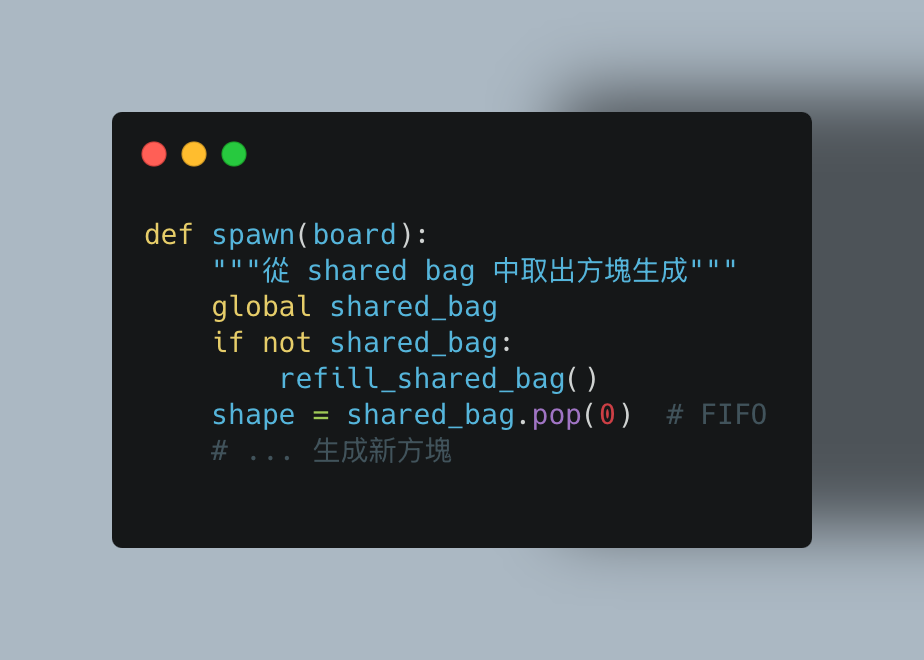 def spawn(board):
    """從 shared bag 中取出方塊生成"""
    global shared_bag
    if not shared_bag:
        refill_shared_bag()
    shape = shared_bag.pop(0)  # FIFO
    # ... 生成新方塊